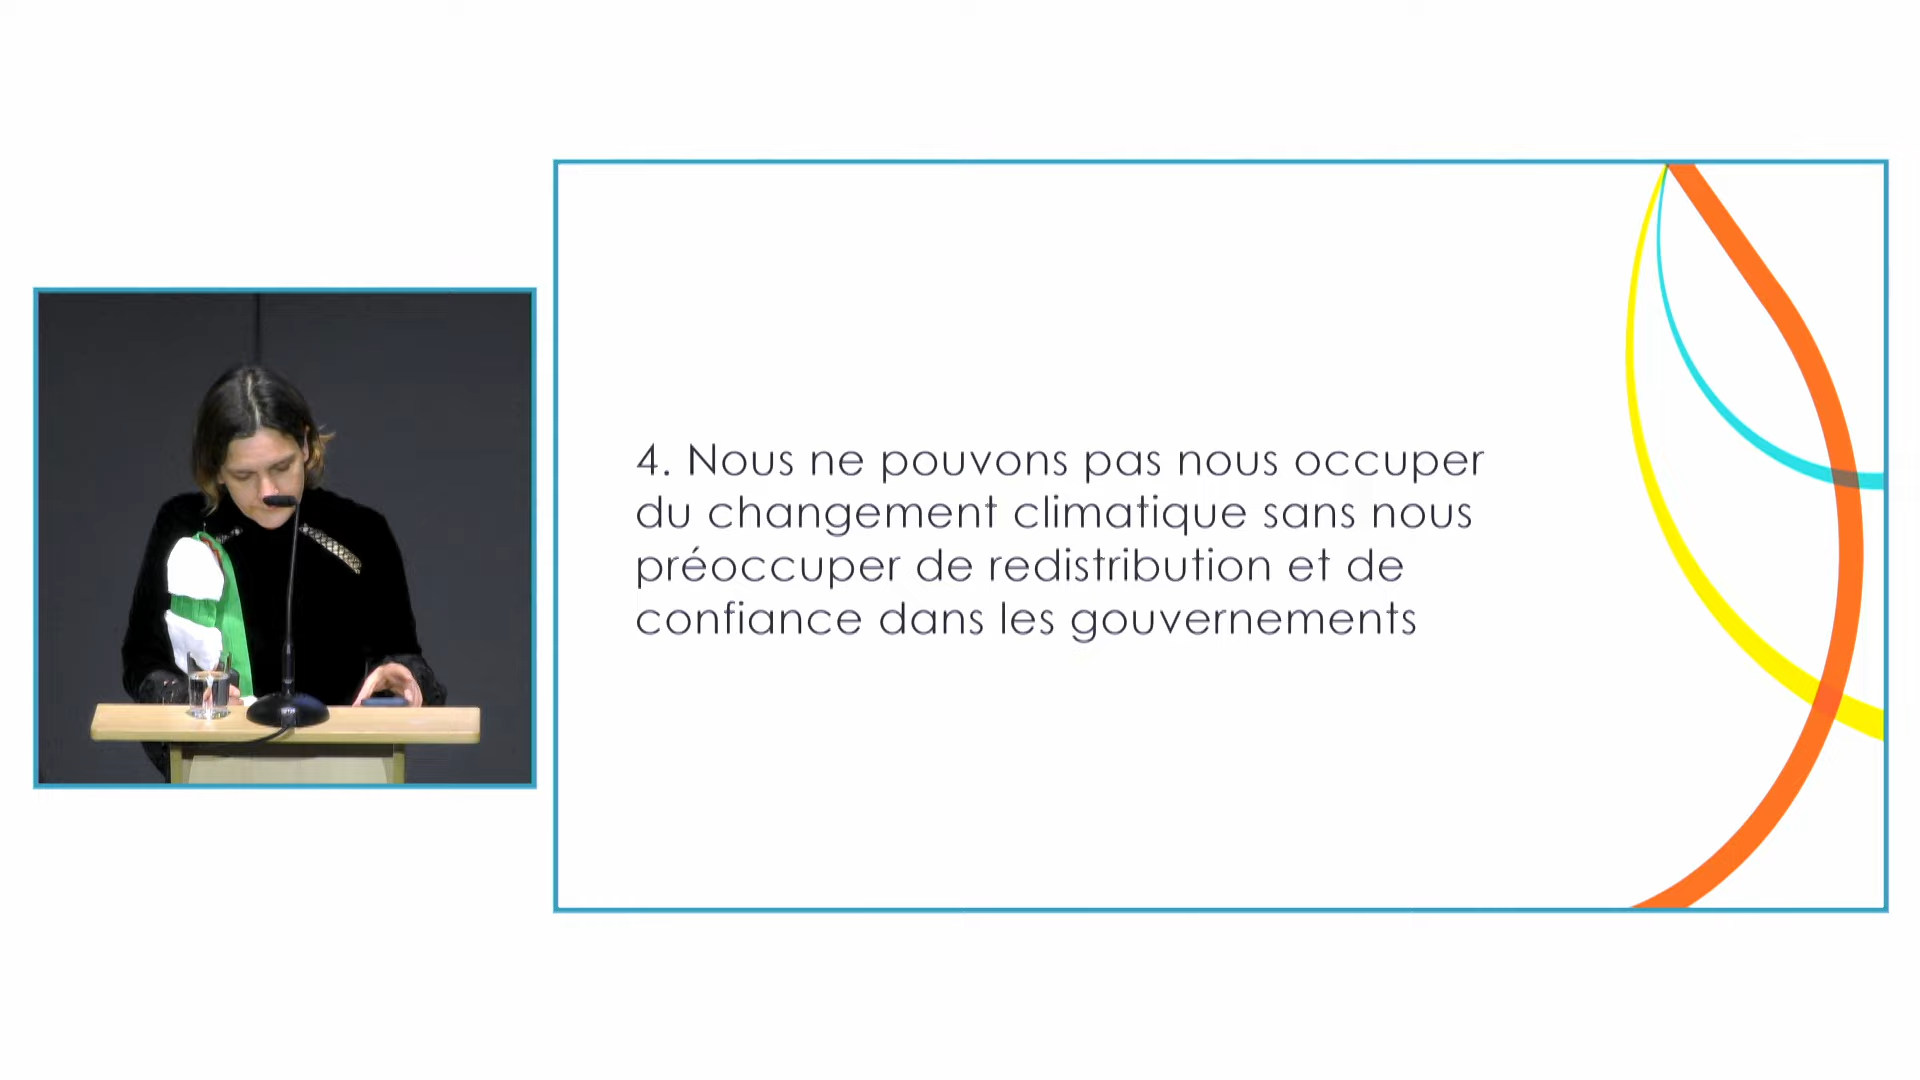 4. Nous ne pouvons pas nous occuper
du changement climatique sans nous
préoccuper de redistribution et de
confiance dans les gouvernements